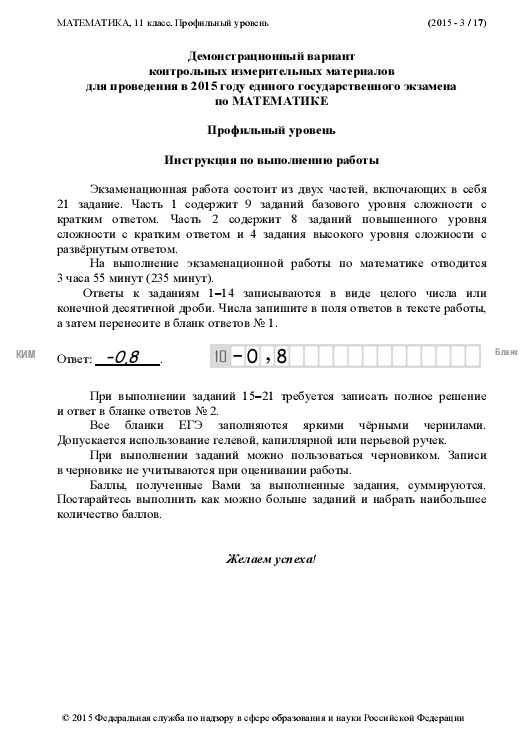 МАТЕМАТИКА, 11 класс. Профильный уровень (2015 - 3 / 17)
Демонстрационный вариант
контрольных измерительных материалов
для проведения в 2015 году единого государственного экзамена
по МАТЕМАТИКЕ
Профильный уровень
Инструкция по выполнению работы
Экзаменационная работа состоит из двух частей, включающих в себя
21 задание. Часть 1 содержит 9 заданий базового уровня сложности с
кратким ответом. Часть 2 содержит 8 заданий повышенного уровня
сложности с кратким ответом и 4 задания высокого уровня сложности с
развёрнутым ответом.
На выполнение экзаменационной работы по математике отводится
3 часа 55 минут (235 минут).
Ответы к заданиям 1–14 записываются в виде целого числа или
конечной десятичной дроби. Числа запишите в поля ответов в тексте работы,
а затем перенесите в бланк ответов № 1.
КИМ Ответ: -0,8. 10 -0,8 Бланк
При выполнении заданий 15–21 требуется записать полное решение
и ответ в бланке ответов № 2.
Все бланки ЕГЭ заполняются яркими чёрными чернилами.
Допускается использование гелевой, капиллярной или перьевой ручек.
При выполнении заданий можно пользоваться черновиком. Записи
в черновике не учитываются при оценивании работы.
Баллы, полученные Вами за выполненные задания, суммируются.
Постарайтесь выполнить как можно больше заданий и набрать наибольшее
количество баллов.
Желаем успеха!
© 2015 Федеральная служба по надзору в сфере образования и науки Российской Федерации